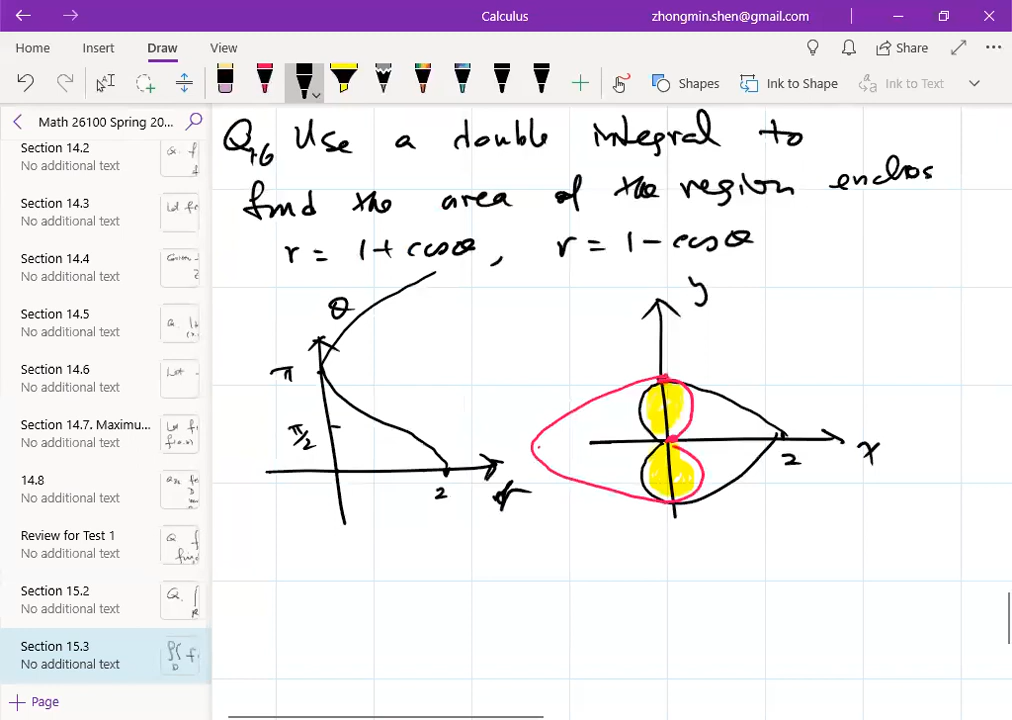 Calculus
zhongmin.shen@gmail.com
Home Insert Draw View
Share
Shapes
Ink to Shape
Ink to Text
Math 26100 Spring 20...
Section 14.2
No additional text
Section 14.3
No additional text
Section 14.4
No additional text
Section 14.5
No additional text
Section 14.6
No additional text
Section 14.7. Maximu...
No additional text
14.8
No additional text
Review for Test 1
No additional text
Section 15.2
No additional text
Section 15.3
No additional text
Page
Q16 Use a double integral to
find the area of the region enclos
r = 1 + cosθ, r = 1 - cosθ
θ
π
π/2
2
r
y
2
x